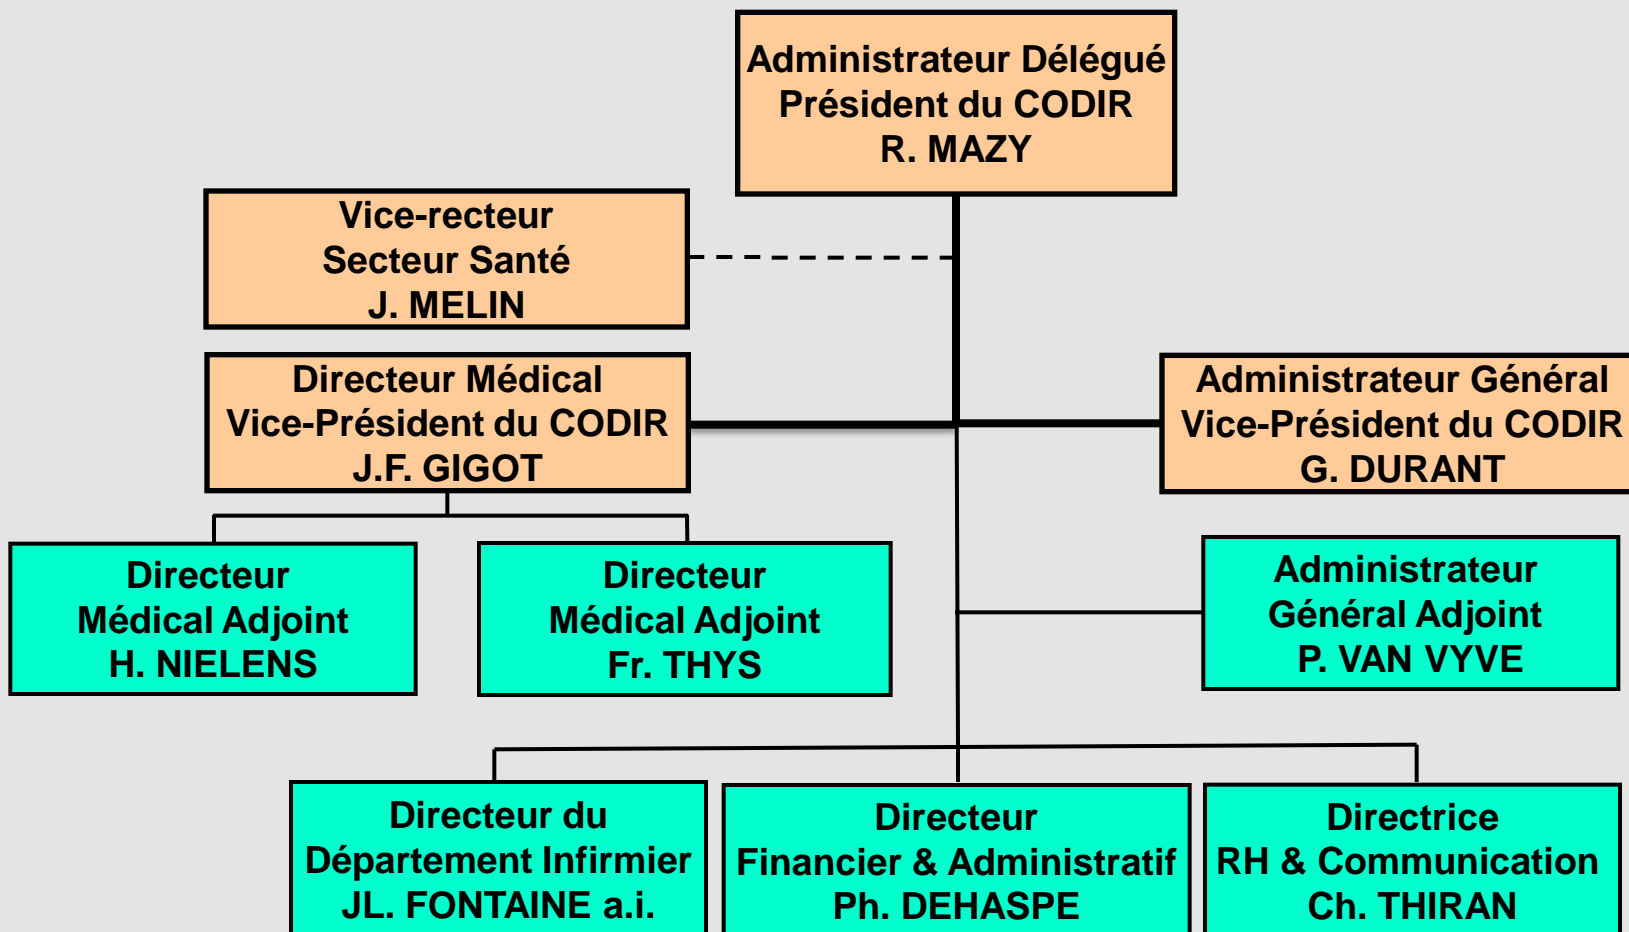 Administrateur Délégué
Président du CODIR
R. MAZY
Vice-recteur
Secteur Santé
J. MELIN
Directeur Médical
Vice-Président du CODIR
J.F. GIGOT
Administrateur Général
Vice-Président du CODIR
G. DURANT
Directeur
Médical Adjoint
H. NIELENS
Directeur
Médical Adjoint
Fr. THYS
Administrateur
Général Adjoint
P. VAN VYVE
Directeur du
Département Infirmier
JL. FONTAINE a.i.
Directeur
Financier & Administratif
Ph. DEHASPE
Directrice
RH & Communication
Ch. THIRAN